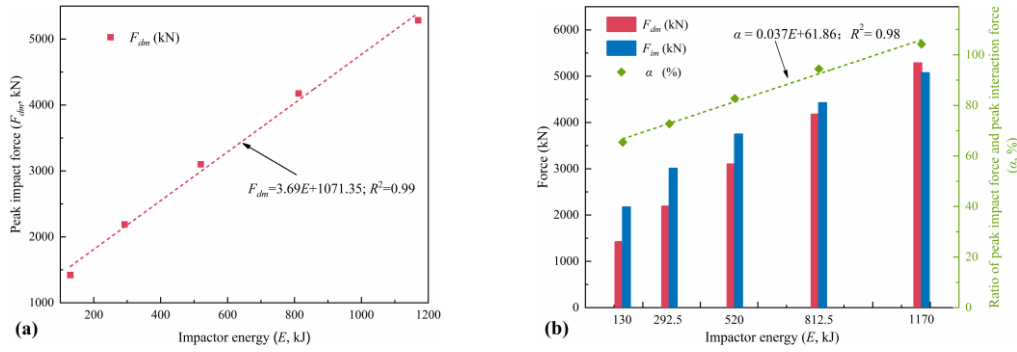 5000
4000
3000
2000
1000
Peak impact force (Fdm, kN)
Fdm (kN)
Fdm=3.69E+1071.35; R²=0.99
200 400 600 800 1000 1200
Impactor energy (E, kJ)
(a)
6000
5000
4000
3000
2000
1000
0
Force (kN)
Fdm (kN)
Fim (kN)
α (%)
α = 0.037E+61.86; R²= 0.98
130 292.5 520 812.5 1170
Impactor energy (E, kJ)
100
80
60
40
20
0
Ratio of peak impact force and peak interaction force
(α, %)
(b)